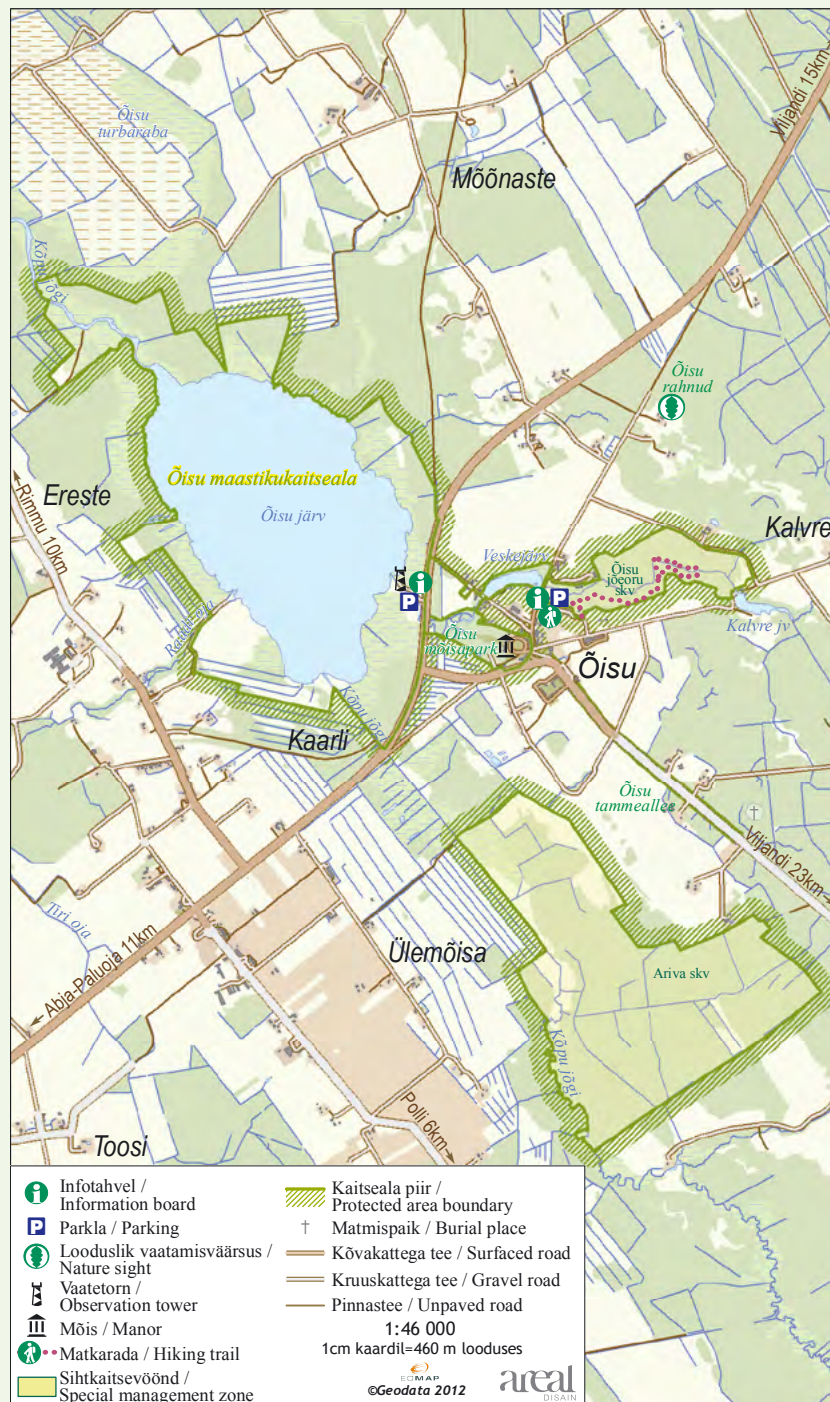 Viljandi 15km
Õisu
turbaraba
Mõõnaste
Kõpu jõgi
Õisu
rahnud
Õisu maastikukaitseala
Ereste
Rimmu 10km
Õisu järv
Kalvre
Veskejärv
Õisu
jõeoru
skv
Kalvre jv
Õisu
mõisapark
Õisu
Kõpu jõgi
Kaarli
Õisu
tammeallee
Viljandi 23km
Tiri oja
Abja-Paluoja 11km
Ülemõisa
Ariva skv
Kõpu jõgi
Polli 6km
Toosi
Infotahvel /
Information board
Parkla / Parking
Looduslik vaatamisväärsus /
Nature sight
Vaatetorn /
Observation tower
Mõis / Manor
Matkarada / Hiking trail
Sihtkaitsevöönd /
Special management zone
Kaitseala piir /
Protected area boundary
Matmispaik / Burial place
Kõvakattega tee / Surfaced road
Kruuskattega tee / Gravel road
Pinnastee / Unpaved road
1:46 000
1cm kaardil=460 m looduses
EOMAP
©Geodata 2012
areal
DISAIN